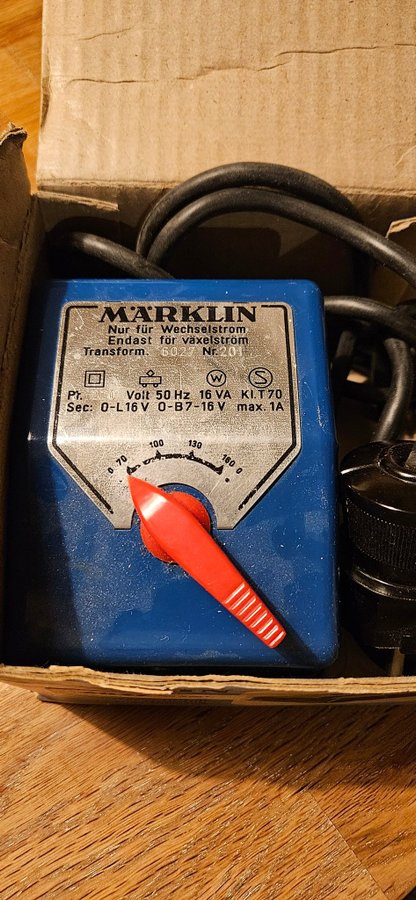 MÄRKLIN
Nur für Wechselstrom
Endast för växelström
Transform. 6027 Nr. 201
W S
Pr. Volt 50 Hz 16 VA Kl.T70
Sec: 0-L16 V 0-B7-16 V max. 1A
0 70 100 130 160 0